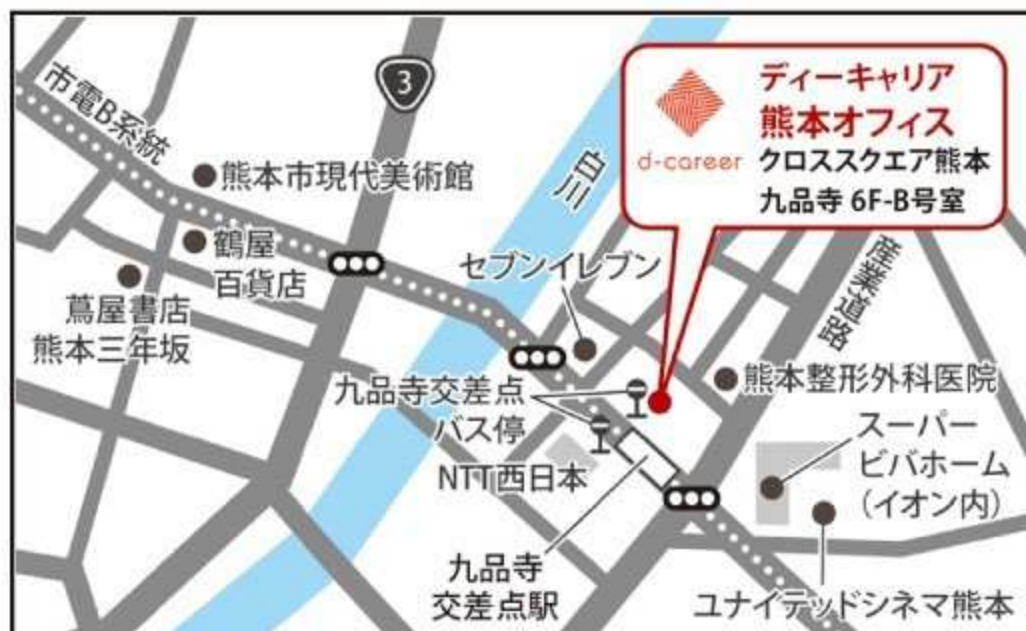 3
ディーキャリア
熊本オフィス
d-career
クロススクエア熊本
九品寺 6F-B号室
市電B系統
熊本市現代美術館
白川
鶴屋
百貨店
セブンイレブン
産業道路
蔦屋書店
熊本三年坂
九品寺交差点
バス停
熊本整形外科医院
NTT西日本
スーパー
ビバホーム
（イオン内）
九品寺
交差点駅
ユナイテッドシネマ熊本